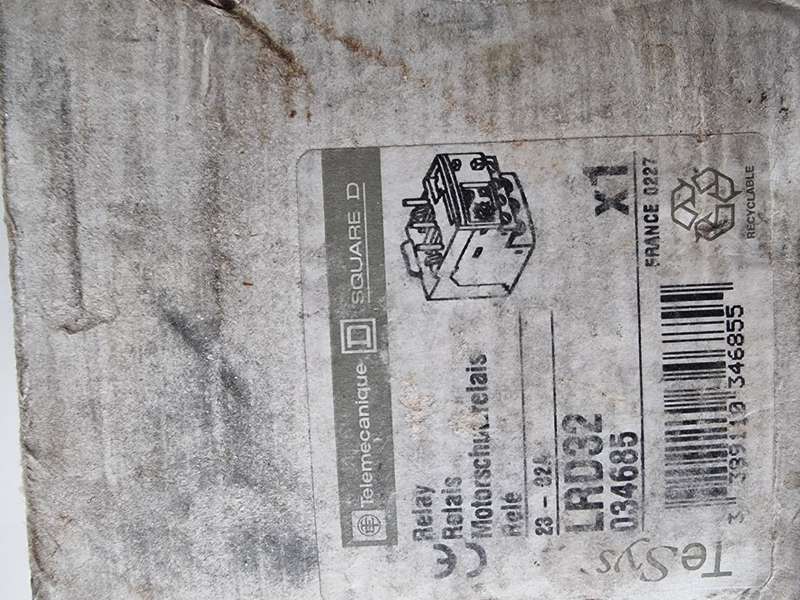 Telemecanique SQUARE D
Relay
Relais
Motorschutzrelais
Relé
23 - 32A
LRD32
034685
X1
FRANCE 0227
TeSys
3 389110 346855
RECYCLABLE